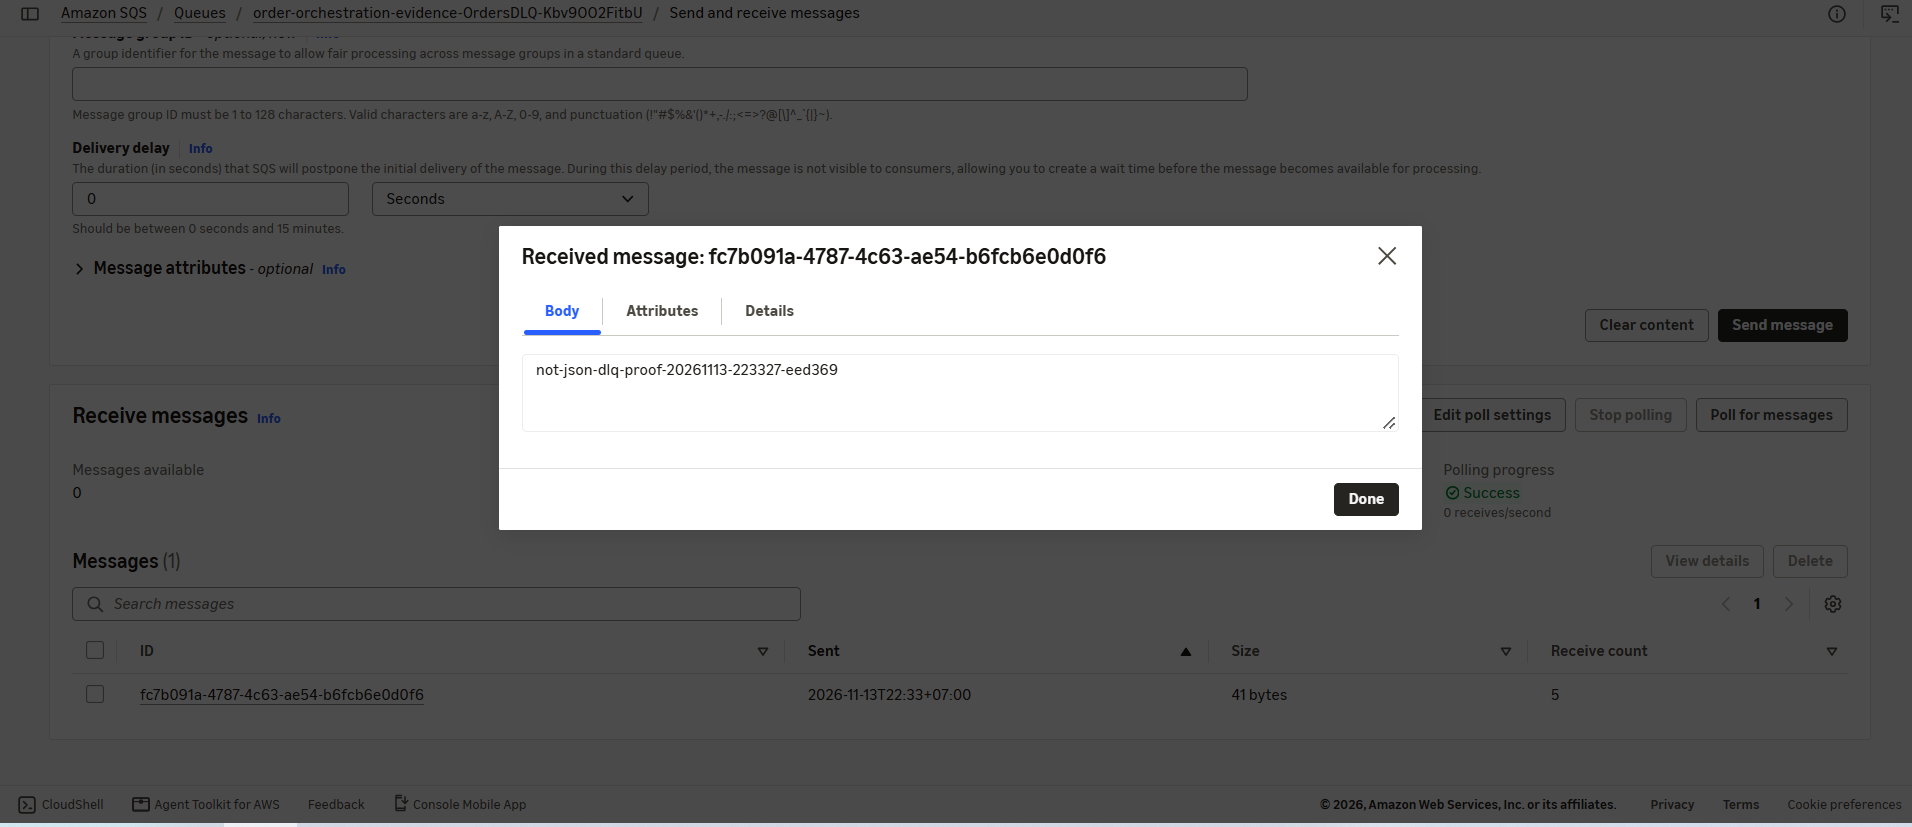 Amazon SQS / Queues / order-orchestration-evidence-OrdersDLQ-Kbv9OO2FitbU / Send and receive messages
A group identifier for the message to allow fair processing across message groups in a standard queue.
Message group ID must be 1 to 128 characters. Valid characters are a-z, A-Z, 0-9, and punctuation (!"#$%&'()*+,-./:;<=>?@[\]^_`{|}~).
Delivery delay Info
The duration (in seconds) that SQS will postpone the initial delivery of the message. During this delay period, the message is not visible to consumers, allowing you to create a wait time before the message becomes available for processing.
0 Seconds
Should be between 0 seconds and 15 minutes.
Message attributes - optional Info
Clear content Send message
Received message: fc7b091a-4787-4c63-ae54-b6fcb6e0d0f6
Body Attributes Details
not-json-dlq-proof-20261113-223327-eed369
Done
Receive messages Info
Edit poll settings Stop polling Poll for messages
Messages available
0
Polling progress
Success
0 receives/second
Messages (1)
View details Delete
Search messages
1
ID Sent Size Receive count
fc7b091a-4787-4c63-ae54-b6fcb6e0d0f6 2026-11-13T22:33+07:00 41 bytes 5
CloudShell Agent Toolkit for AWS Feedback Console Mobile App © 2026, Amazon Web Services, Inc. or its affiliates. Privacy Terms Cookie preferences